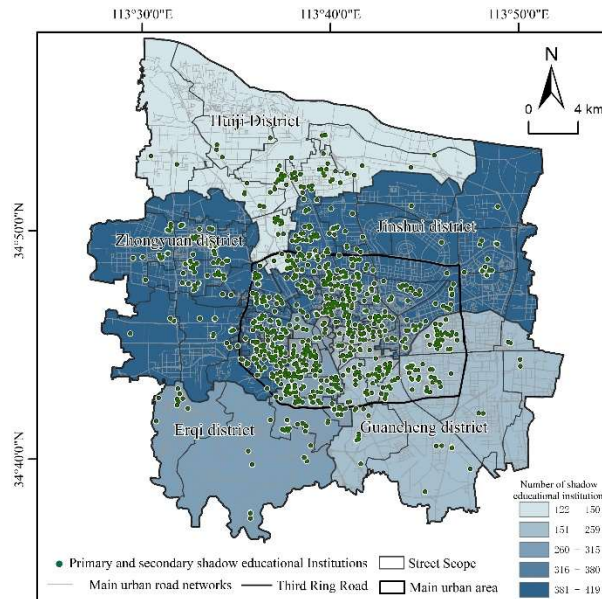 113°30'0"E
113°40'0"E
113°50'0"E
N
0
4 km
Huiji District
34°50'0"N
Zhongyuan district
Jinshui district
34°40'0"N
Erqi district
Guancheng district
Number of shadow
educational institution
122 - 150
151 - 259
260 - 315
316 - 380
381 - 419
Primary and secondary shadow educational Institutions
Street Scope
Main urban road networks
Third Ring Road
Main urban area